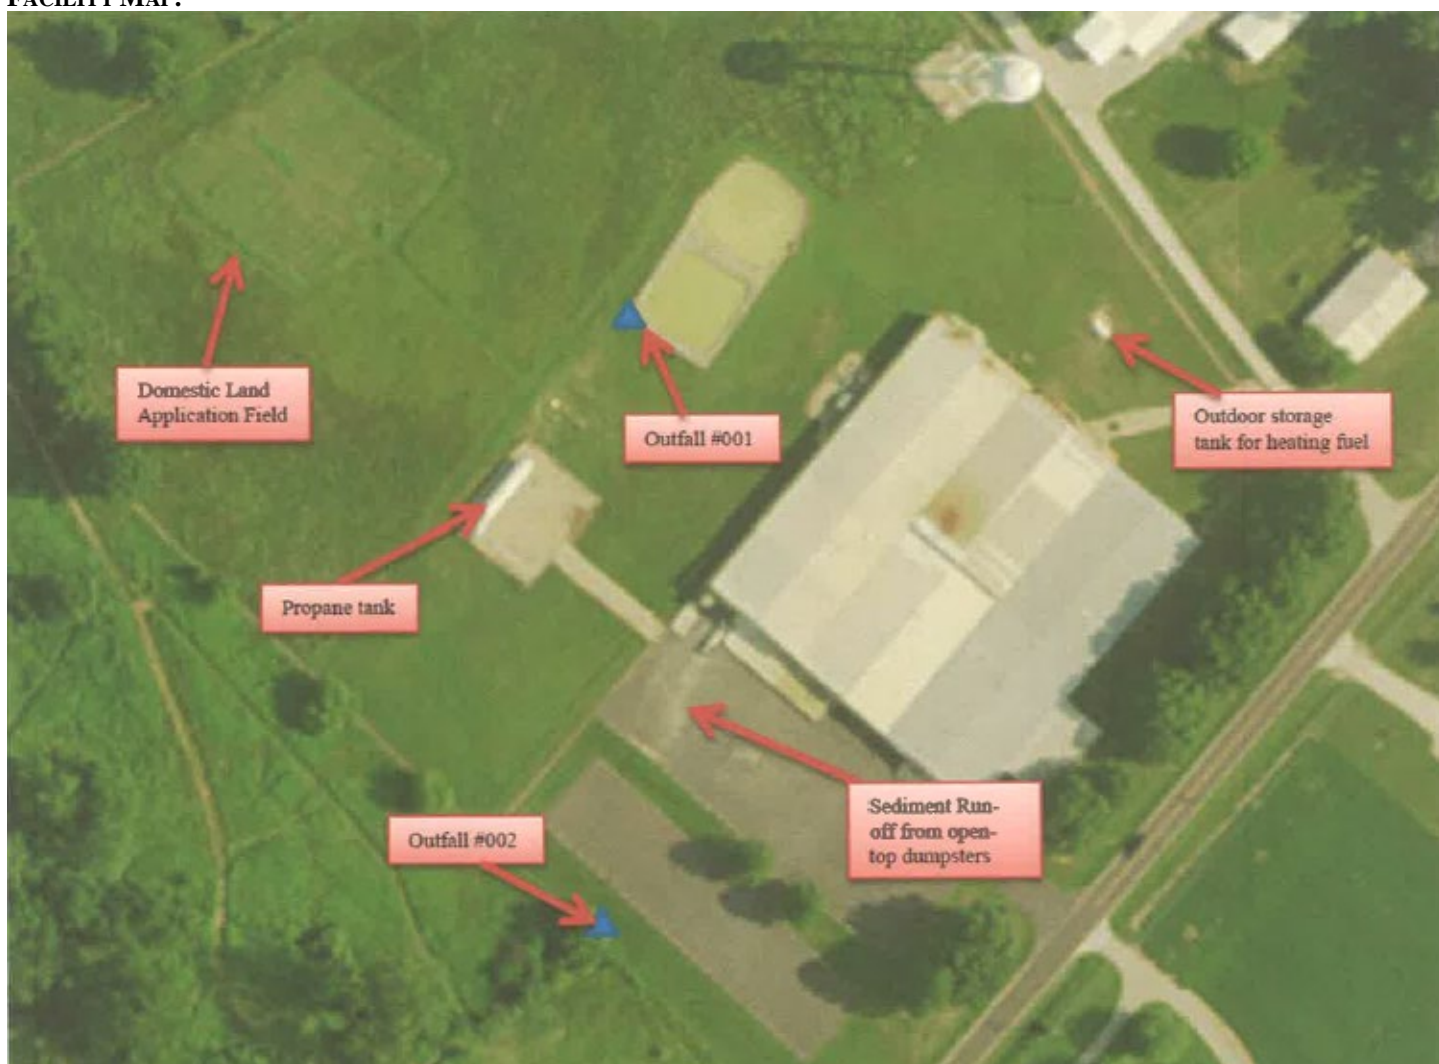 FACILITY MAP:
Domestic Land
Application Field
Outfall #001
Outdoor storage
tank for heating fuel
Propane tank
Sediment Run-
off from open-
top dumpsters
Outfall #002